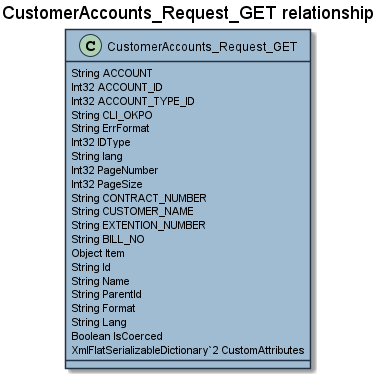 CustomerAccounts_Request_GET relationship
C CustomerAccounts_Request_GET
String ACCOUNT
Int32 ACCOUNT_ID
Int32 ACCOUNT_TYPE_ID
String CLI_OKPO
String ErrFormat
Int32 IDType
String lang
Int32 PageNumber
Int32 PageSize
String CONTRACT_NUMBER
String CUSTOMER_NAME
String EXTENTION_NUMBER
String BILL_NO
Object Item
String Id
String Name
String ParentId
String Format
String Lang
Boolean IsCoerced
XmlFlatSerializableDictionary`2 CustomAttributes